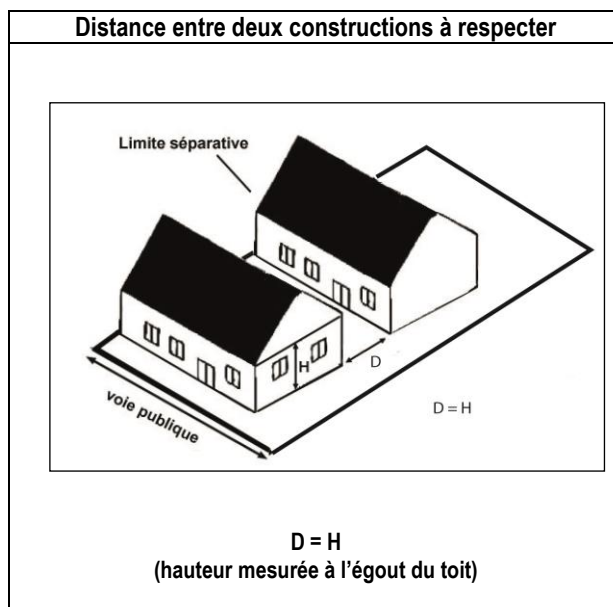 Distance entre deux constructions à respecter
Limite séparative
H
D
D = H
voie publique
D = H
(hauteur mesurée à l'égout du toit)